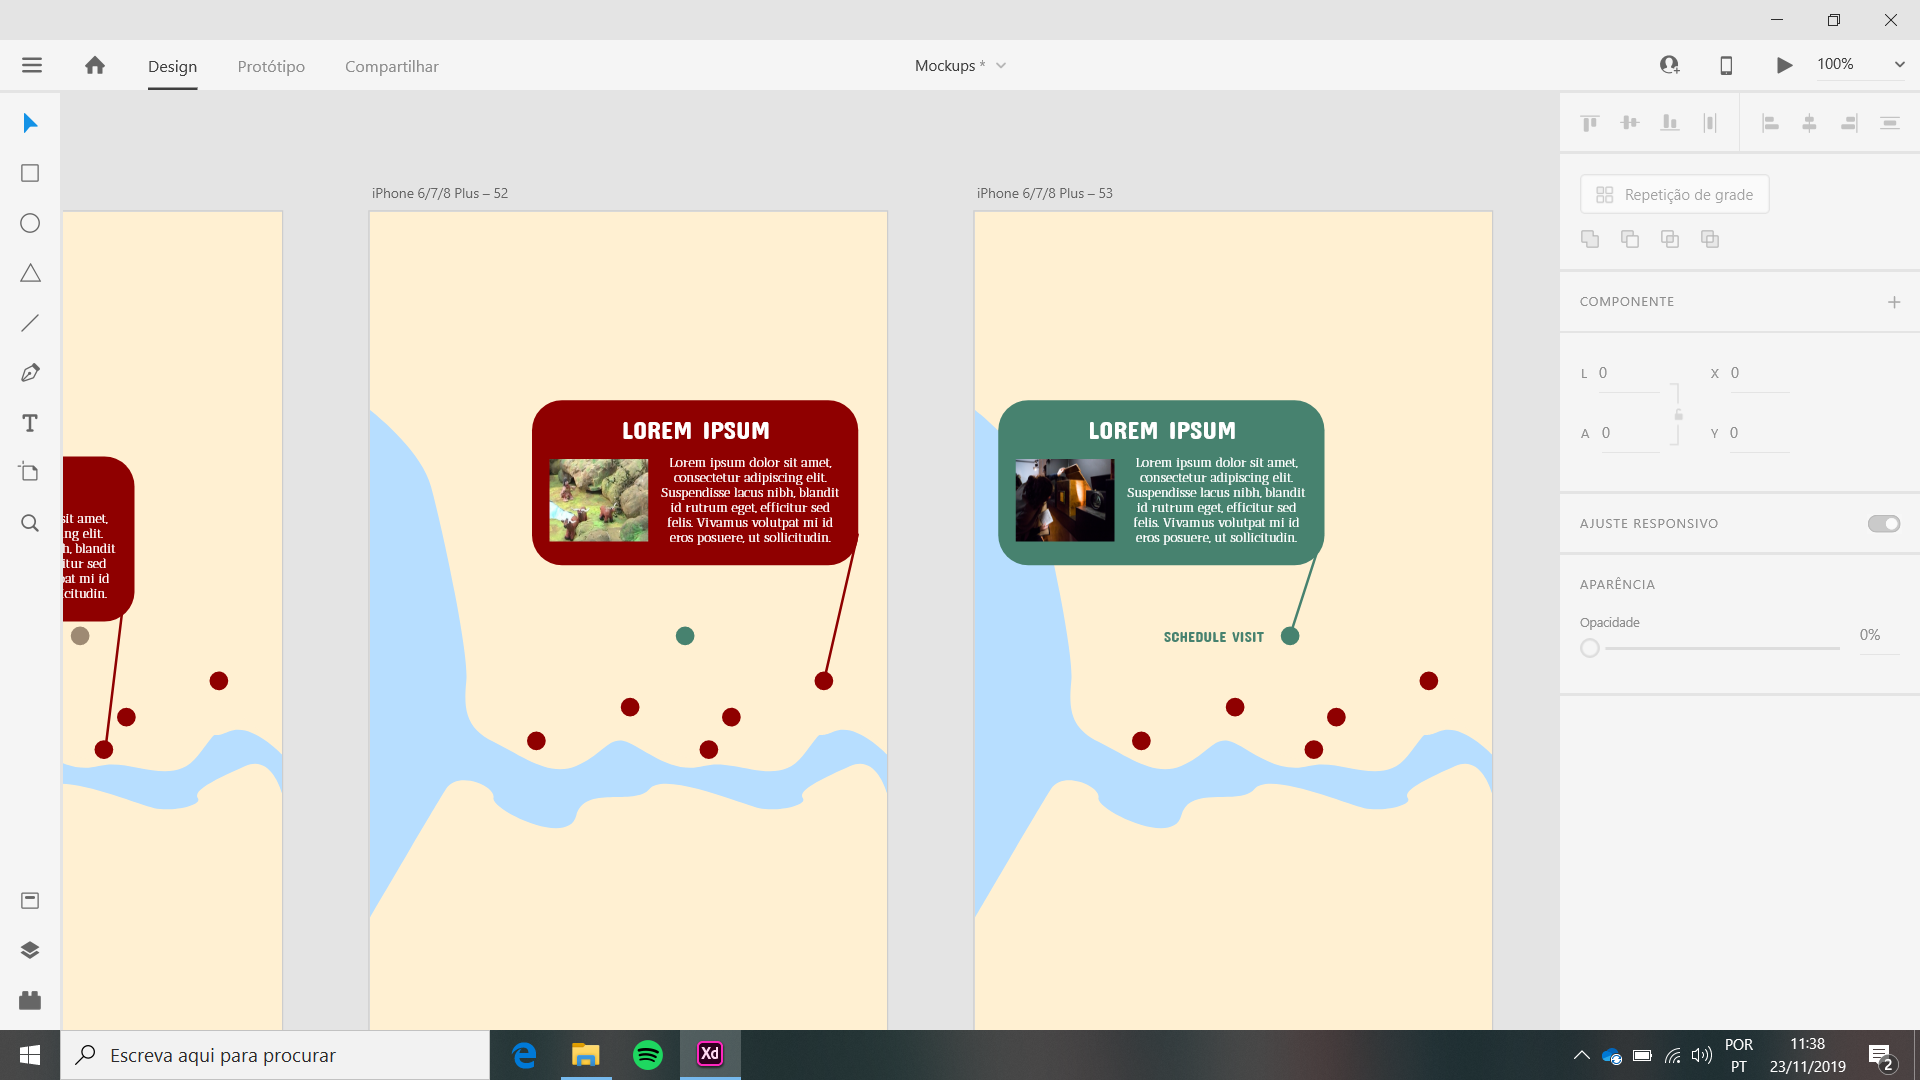 Design
Protótipo
Compartilhar
Mockups *
100%
iPhone 6/7/8 Plus – 52
iPhone 6/7/8 Plus – 53
Repetição de grade
COMPONENTE
L 0
X 0
A 0
Y 0
AJUSTE RESPONSIVO
APARÊNCIA
Opacidade
0%
sit amet,
ng elit.
h, blandit
itur sed
pat mi id
citudin.
LOREM IPSUM
Lorem ipsum dolor sit amet,
consectetur adipiscing elit.
Suspendisse lacus nibh, blandit
id rutrum eget, efficitur sed
felis. Vivamus volutpat mi id
eros posuere, ut sollicitudin.
LOREM IPSUM
Lorem ipsum dolor sit amet,
consectetur adipiscing elit.
Suspendisse lacus nibh, blandit
id rutrum eget, efficitur sed
felis. Vivamus volutpat mi id
eros posuere, ut sollicitudin.
SCHEDULE VISIT
T
Escreva aqui para procurar
Xd
POR
PT
11:38
23/11/2019
2